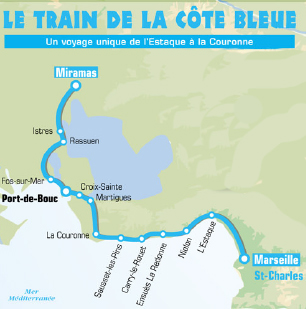 LE TRAIN DE LA CÔTE BLEUE
Un voyage unique de l'Estaque à la Couronne
Miramas
Istres
Rassuen
Fos-sur-Mer
Port-de-Bouc
Croix-Sainte
Martigues
La Couronne
Sausset-les-Pins
Carry-le-Rouet
Ensuès La Redonne
Niolon
L'Estaque
Marseille
St-Charles
Mer
Méditerranée